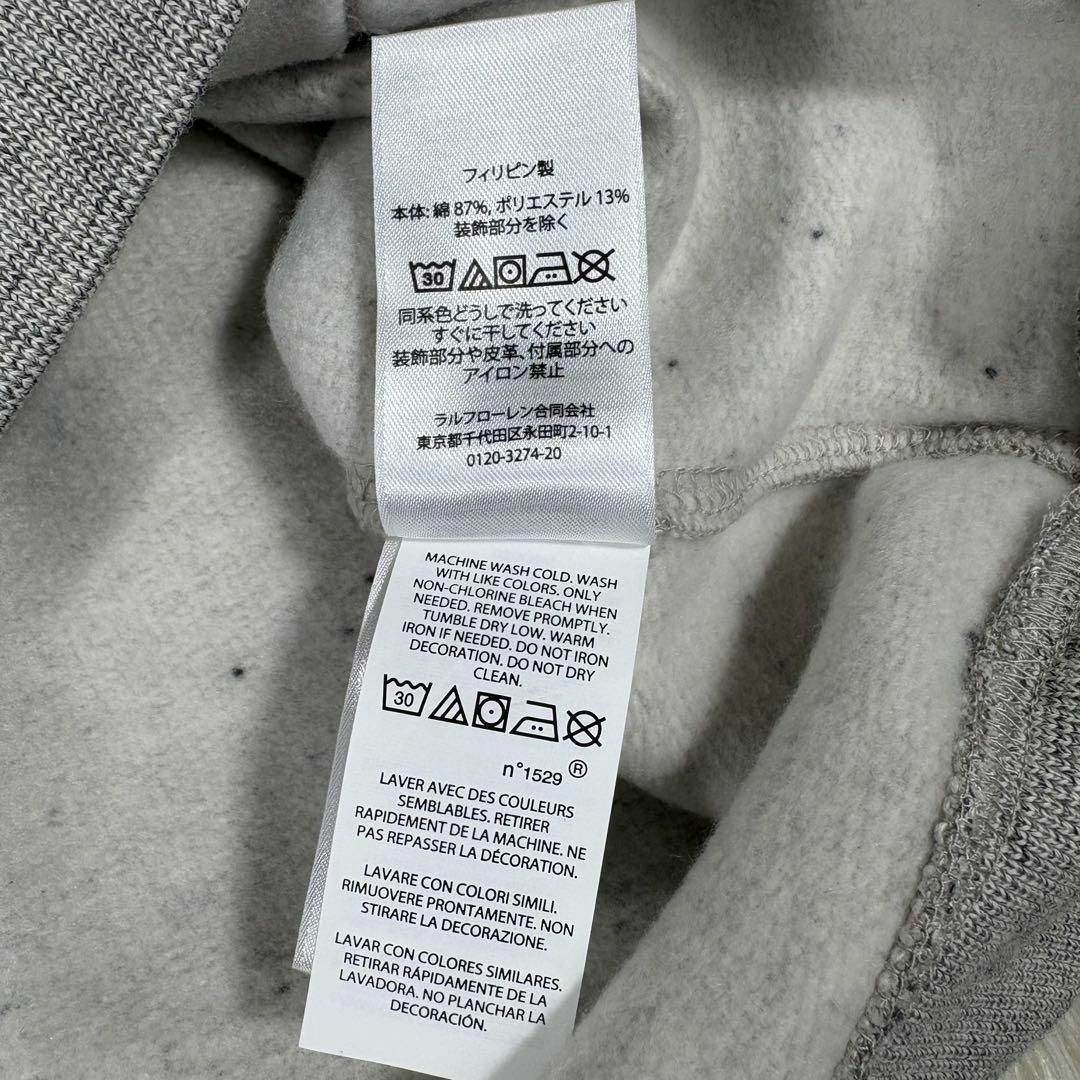 フィリピン製
本体: 綿 87%, ポリエステル 13%
装飾部分を除く
30
同系色どうしで洗ってください
すぐに干してください
装飾部分や皮革、付属部分への
アイロン禁止
ラルフローレン合同会社
東京都千代田区永田町2-10-1
0120-3274-20
MACHINE WASH COLD. WASH
WITH LIKE COLORS. ONLY
NON-CHLORINE BLEACH WHEN
NEEDED. REMOVE PROMPTLY.
TUMBLE DRY LOW. WARM
IRON IF NEEDED. DO NOT IRON
DECORATION. DO NOT DRY
CLEAN.
30
n°1529 ®
LAVER AVEC DES COULEURS
SEMBLABLES. RETIRER
RAPIDEMENT DE LA MACHINE. NE
PAS REPASSER LA DÉCORATION.
LAVARE CON COLORI SIMILI.
RIMUOVERE PRONTAMENTE. NON
STIRARE LA DECORAZIONE.
LAVAR CON COLORES SIMILARES.
RETIRAR RÁPIDAMENTE DE LA
LAVADORA. NO PLANCHAR LA
DECORACIÓN.